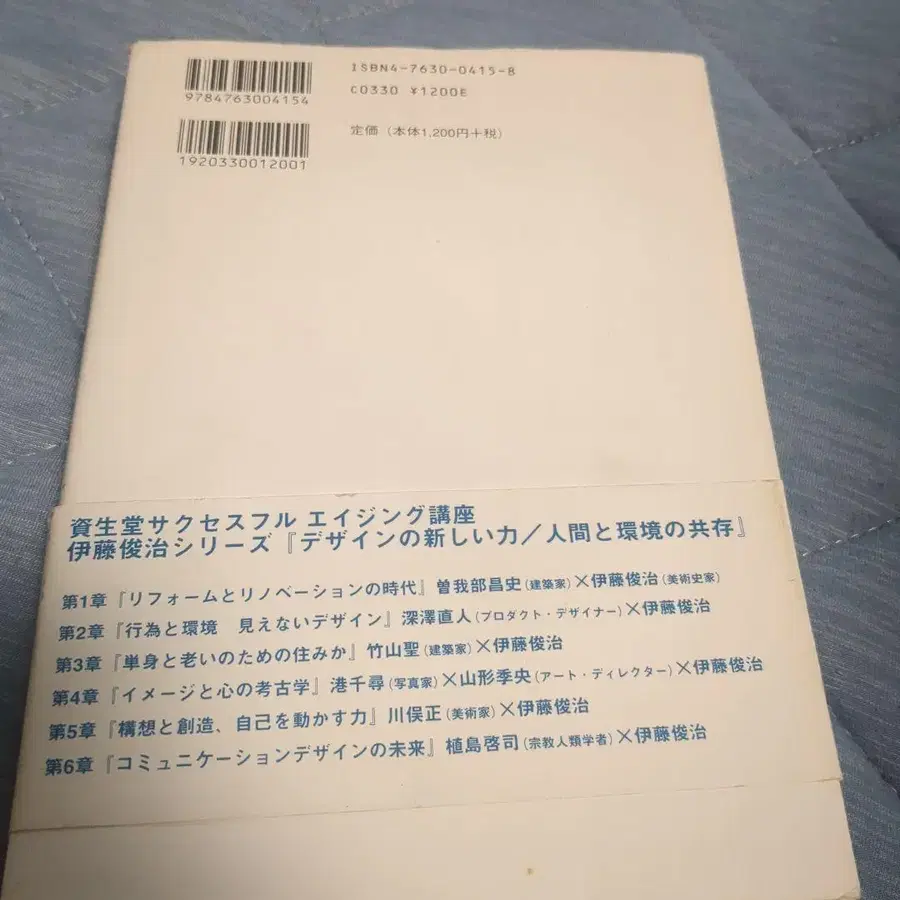 9784763004154
ISBN4-7630-0415-8
C0330 ¥1200E
定価（本体1,200円＋税）
1920330012001
資生堂サクセスフル エイジング講座
伊藤俊治シリーズ『デザインの新しい力／人間と環境の共存』
第1章『リフォームとリノベーションの時代』曽我部昌史（建築家）×伊藤俊治（美術史家）
第2章『行為と環境　見えないデザイン』深澤直人（プロダクト・デザイナー）×伊藤俊治
第3章『単身と老いのための住みか』竹山聖（建築家）×伊藤俊治
第4章『イメージと心の考古学』港千尋（写真家）×山形季央（アート・ディレクター）×伊藤俊治
第5章『構想と創造、自己を動かす力』川俣正（美術家）×伊藤俊治
第6章『コミュニケーションデザインの未来』植島啓司（宗教人類学者）×伊藤俊治